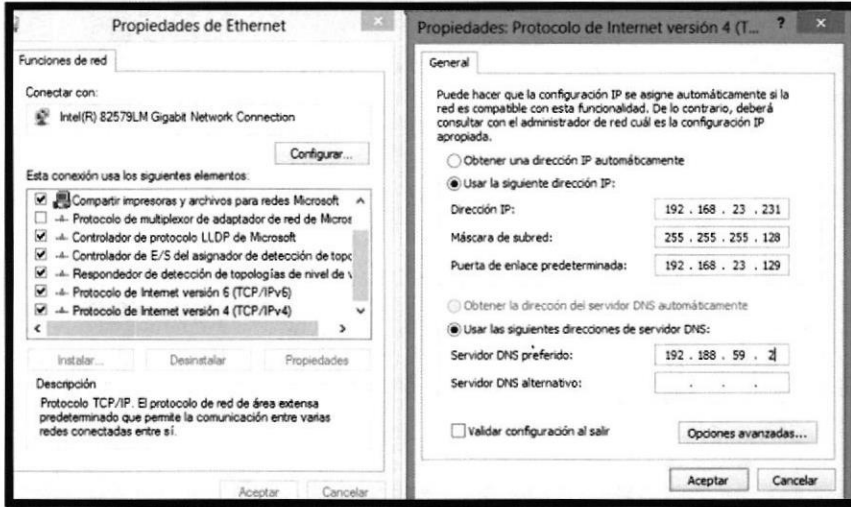 Propiedades de Ethernet
Funciones de red
Conectar con:
Intel(R) 82579LM Gigabit Network Connection
Configurar...
Esta conexión usa los siguientes elementos:
Compartir impresoras y archivos para redes Microsoft
Protocolo de multiplexor de adaptador de red de Micros
Controlador de protocolo LLDP de Microsoft
Controlador de E/S del asignador de detección de topo
Respondedor de detección de topologías de nivel de v
Protocolo de Internet versión 6 (TCP/IPv6)
Protocolo de Internet versión 4 (TCP/IPv4)
Instalar...
Desinstalar
Propiedades
Descripción
Protocolo TCP/IP. El protocolo de red de área extensa
predeterminado que permite la comunicación entre varias
redes conectadas entre sí.
Aceptar
Cancelar
Propiedades: Protocolo de Internet versión 4 (T... ?
General
Puede hacer que la configuración IP se asigne automáticamente si la
red es compatible con esta funcionalidad. De lo contrario, deberá
consultar con el administrador de red cuál es la configuración IP
apropiada.
Obtener una dirección IP automáticamente
Usar la siguiente dirección IP:
Dirección IP: 192 . 168 . 23 . 231
Máscara de subred: 255 . 255 . 255 . 128
Puerta de enlace predeterminada: 192 . 168 . 23 . 129
Obtener la dirección del servidor DNS automáticamente
Usar las siguientes direcciones de servidor DNS:
Servidor DNS preferido: 192 . 188 . 59 . 2
Servidor DNS alternativo: . . .
Validar configuración al salir
Opciones avanzadas...
Aceptar
Cancelar